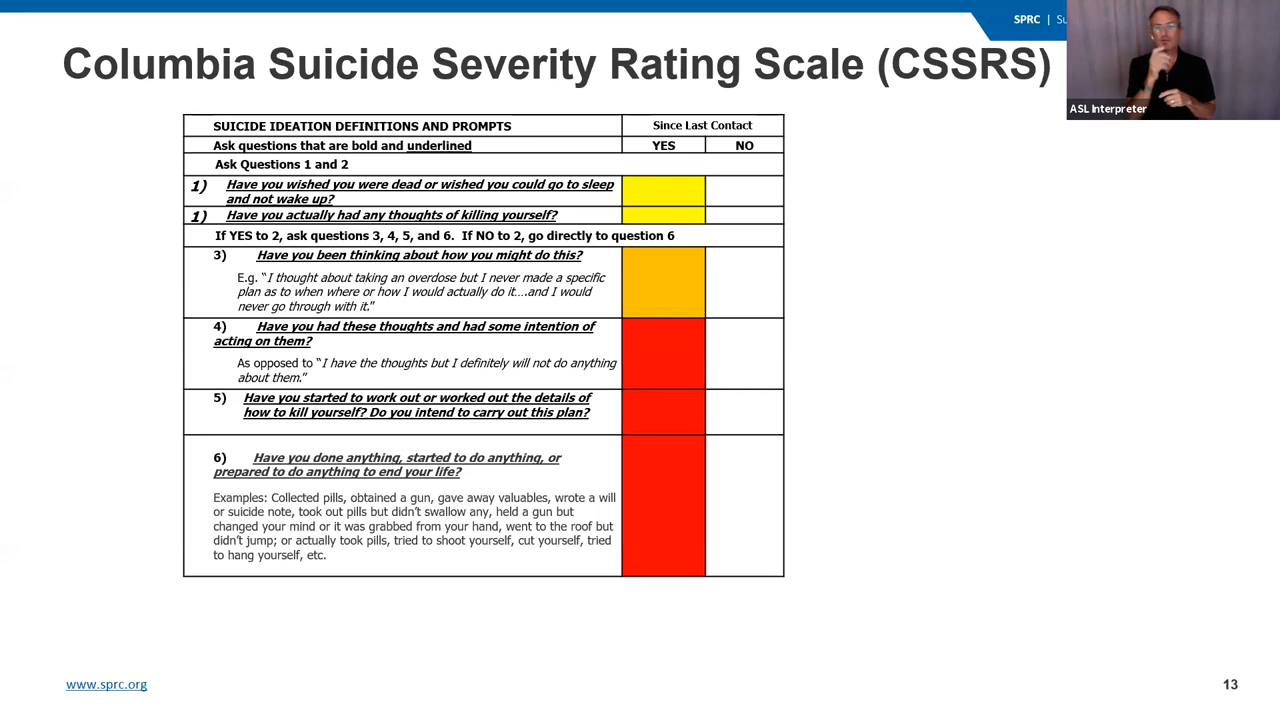 SPRC | Su
Columbia Suicide Severity Rating Scale (CSSRS)
ASL Interpreter
SUICIDE IDEATION DEFINITIONS AND PROMPTS
Since Last Contact
Ask questions that are bold and underlined
YES
NO
Ask Questions 1 and 2
1) Have you wished you were dead or wished you could go to sleep
and not wake up?
1) Have you actually had any thoughts of killing yourself?
If YES to 2, ask questions 3, 4, 5, and 6. If NO to 2, go directly to question 6
3) Have you been thinking about how you might do this?
E.g. "I thought about taking an overdose but I never made a specific
plan as to when where or how I would actually do it….and I would
never go through with it."
4) Have you had these thoughts and had some intention of
acting on them?
As opposed to "I have the thoughts but I definitely will not do anything
about them."
5) Have you started to work out or worked out the details of
how to kill yourself? Do you intend to carry out this plan?
6) Have you done anything, started to do anything, or
prepared to do anything to end your life?
Examples: Collected pills, obtained a gun, gave away valuables, wrote a will
or suicide note, took out pills but didn't swallow any, held a gun but
changed your mind or it was grabbed from your hand, went to the roof but
didn't jump; or actually took pills, tried to shoot yourself, cut yourself, tried
to hang yourself, etc.
www.sprc.org
13